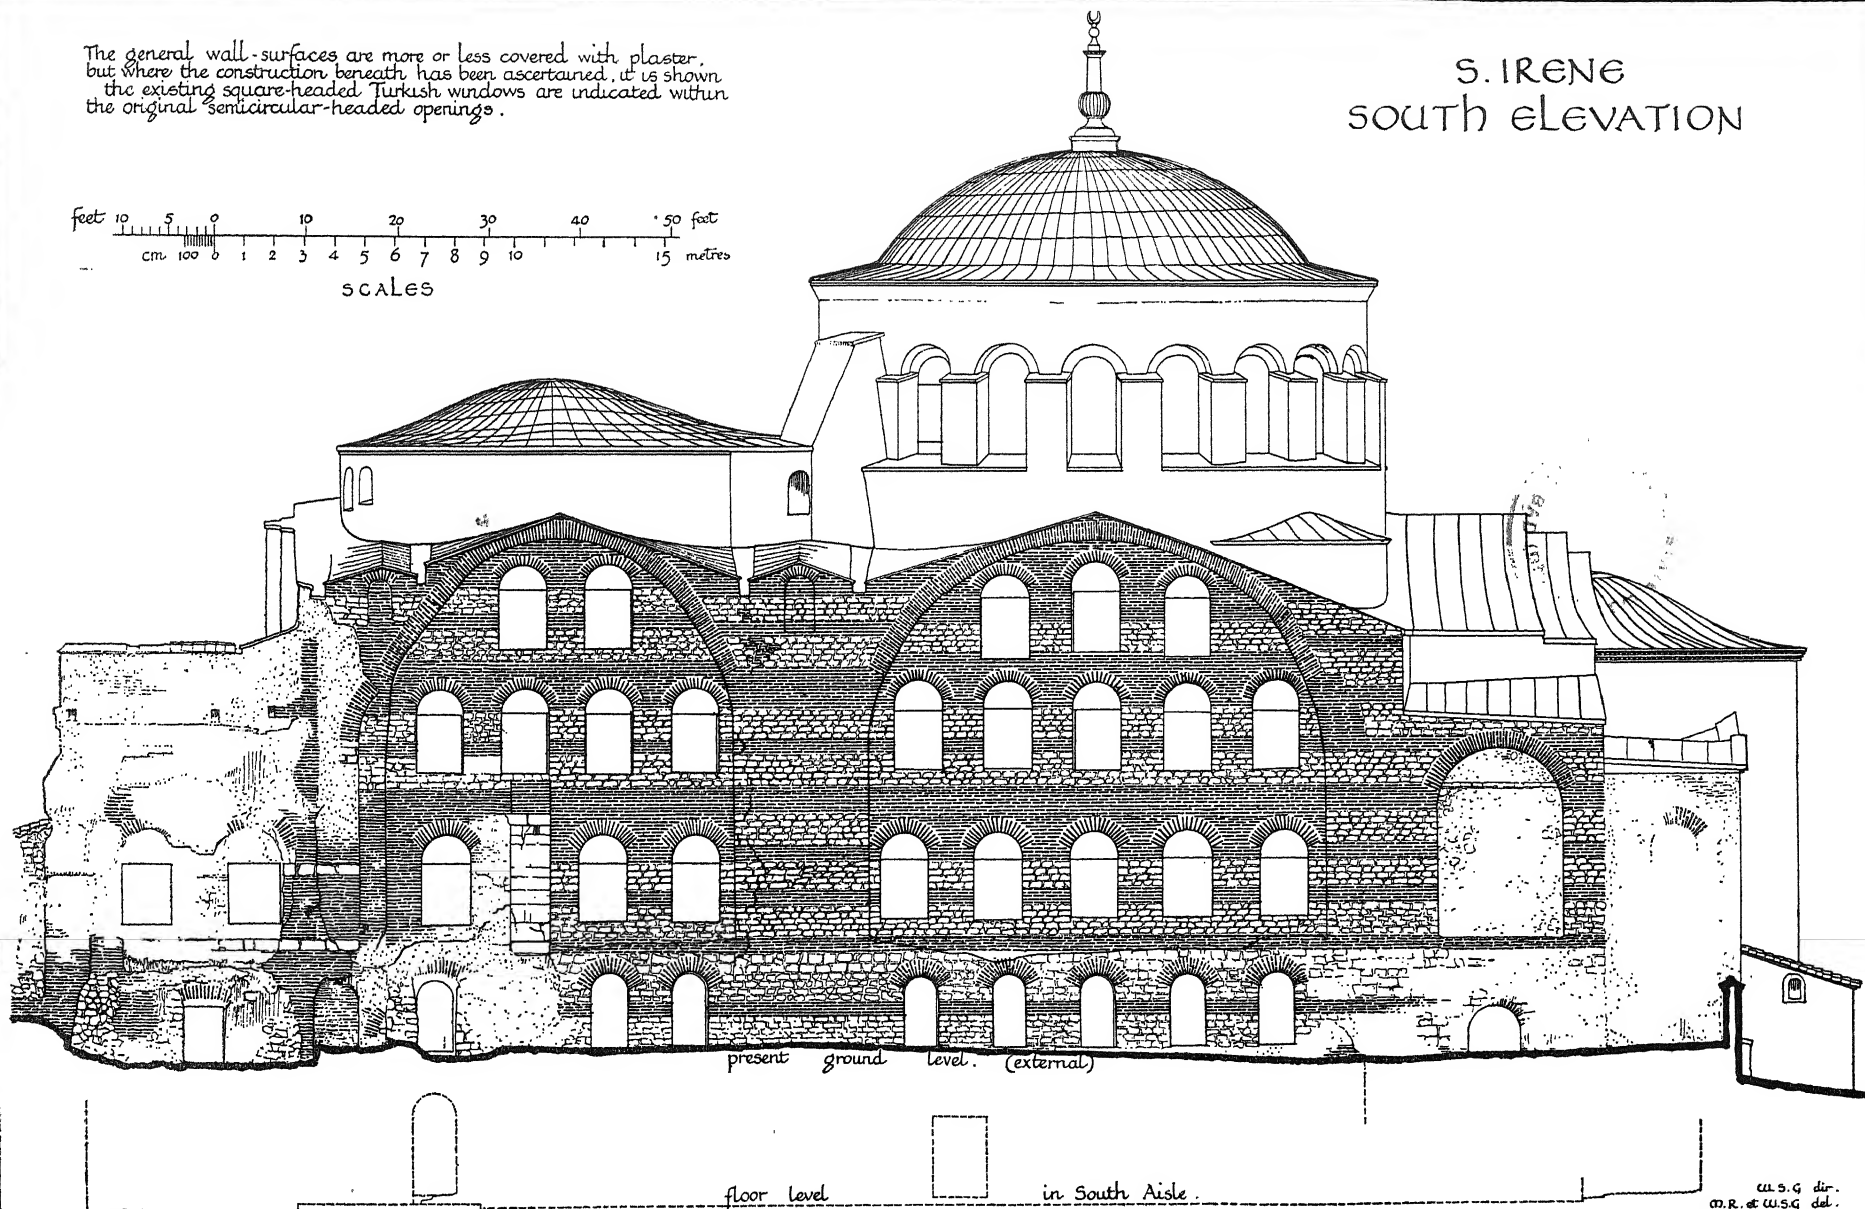 The general wall-surfaces are more or less covered with plaster,
but where the construction beneath has been ascertained, it is shown
the existing square-headed Turkish windows are indicated within
the original semicircular-headed openings.
S. IRENE
SOUTH ELEVATION
feet 10 5 0 10 20 30 40 50 feet
cm 100 0 1 2 3 4 5 6 7 8 9 10 15 metres
SCALES
present ground level. (external)
floor level in South Aisle.
W.S.G dir.
M.R. et W.S.G del.